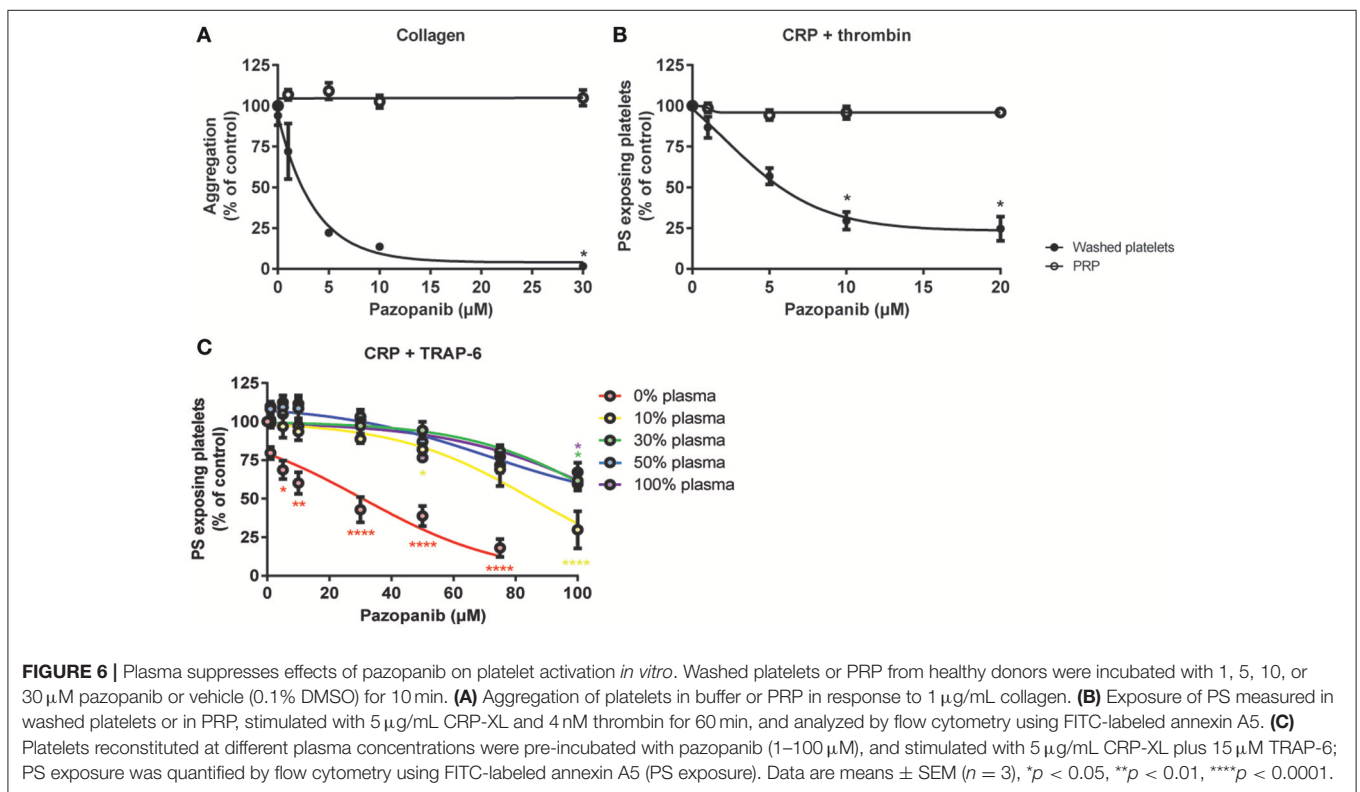 A
Collagen
Aggregation
(% of control)
125
100
75
50
25
0
0 5 10 15 20 25 30
*
Pazopanib (µM)
B
CRP + thrombin
PS exposing platelets
(% of control)
125
100
75
50
25
0
0 5 10 15 20
* *
Pazopanib (µM)
Washed platelets
PRP
C
CRP + TRAP-6
PS exposing platelets
(% of control)
125
100
75
50
25
0
0 20 40 60 80 100
* ** **** **** **** * **** * *
Pazopanib (µM)
0% plasma
10% plasma
30% plasma
50% plasma
100% plasma
FIGURE 6 | Plasma suppresses effects of pazopanib on platelet activation in vitro. Washed platelets or PRP from healthy donors were incubated with 1, 5, 10, or
30 µM pazopanib or vehicle (0.1% DMSO) for 10 min. (A) Aggregation of platelets in buffer or PRP in response to 1 µg/mL collagen. (B) Exposure of PS measured in
washed platelets or in PRP, stimulated with 5 µg/mL CRP-XL and 4 nM thrombin for 60 min, and analyzed by flow cytometry using FITC-labeled annexin A5. (C)
Platelets reconstituted at different plasma concentrations were pre-incubated with pazopanib (1–100 µM), and stimulated with 5 µg/mL CRP-XL plus 15 µM TRAP-6;
PS exposure was quantified by flow cytometry using FITC-labeled annexin A5 (PS exposure). Data are means ± SEM (n = 3), *p < 0.05, **p < 0.01, ****p < 0.0001.